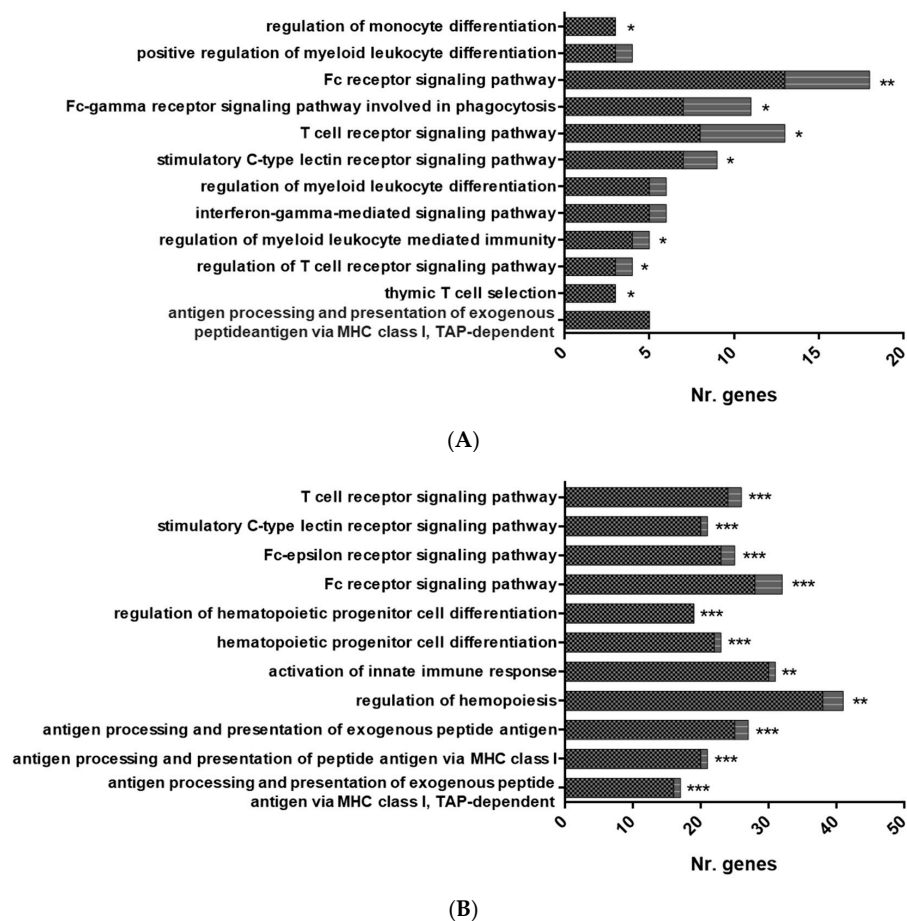 regulation of monocyte differentiation *
positive regulation of myeloid leukocyte differentiation
Fc receptor signaling pathway **
Fc-gamma receptor signaling pathway involved in phagocytosis *
T cell receptor signaling pathway *
stimulatory C-type lectin receptor signaling pathway *
regulation of myeloid leukocyte differentiation
interferon-gamma-mediated signaling pathway
regulation of myeloid leukocyte mediated immunity *
regulation of T cell receptor signaling pathway *
thymic T cell selection *
antigen processing and presentation of exogenous
peptideantigen via MHC class I, TAP-dependent
0 5 10 15 20
Nr. genes
(A)
T cell receptor signaling pathway ***
stimulatory C-type lectin receptor signaling pathway ***
Fc-epsilon receptor signaling pathway ***
Fc receptor signaling pathway ***
regulation of hematopoietic progenitor cell differentiation ***
hematopoietic progenitor cell differentiation ***
activation of innate immune response **
regulation of hemopoiesis **
antigen processing and presentation of exogenous peptide antigen ***
antigen processing and presentation of peptide antigen via MHC class I ***
antigen processing and presentation of exogenous peptide
antigen via MHC class I, TAP-dependent ***
0 10 20 30 40 50
Nr. genes
(B)